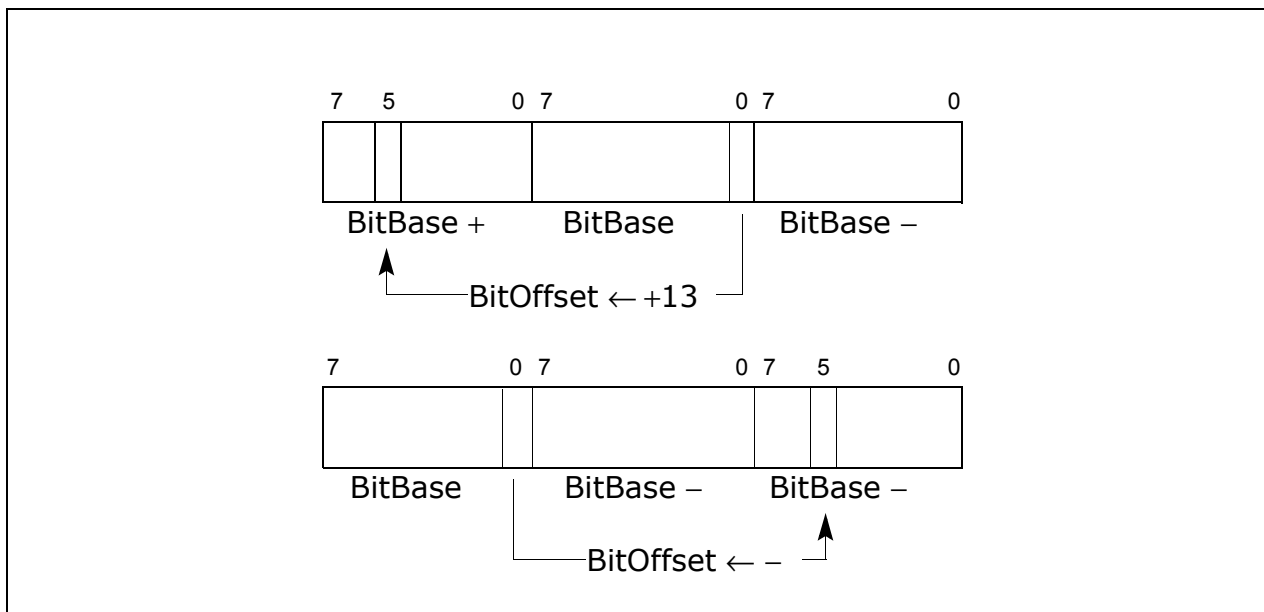 7 5 0 7 0 7 0
BitBase + BitBase BitBase −
BitOffset ← +13
7 0 7 0 7 5 0
BitBase BitBase − BitBase −
BitOffset ← −